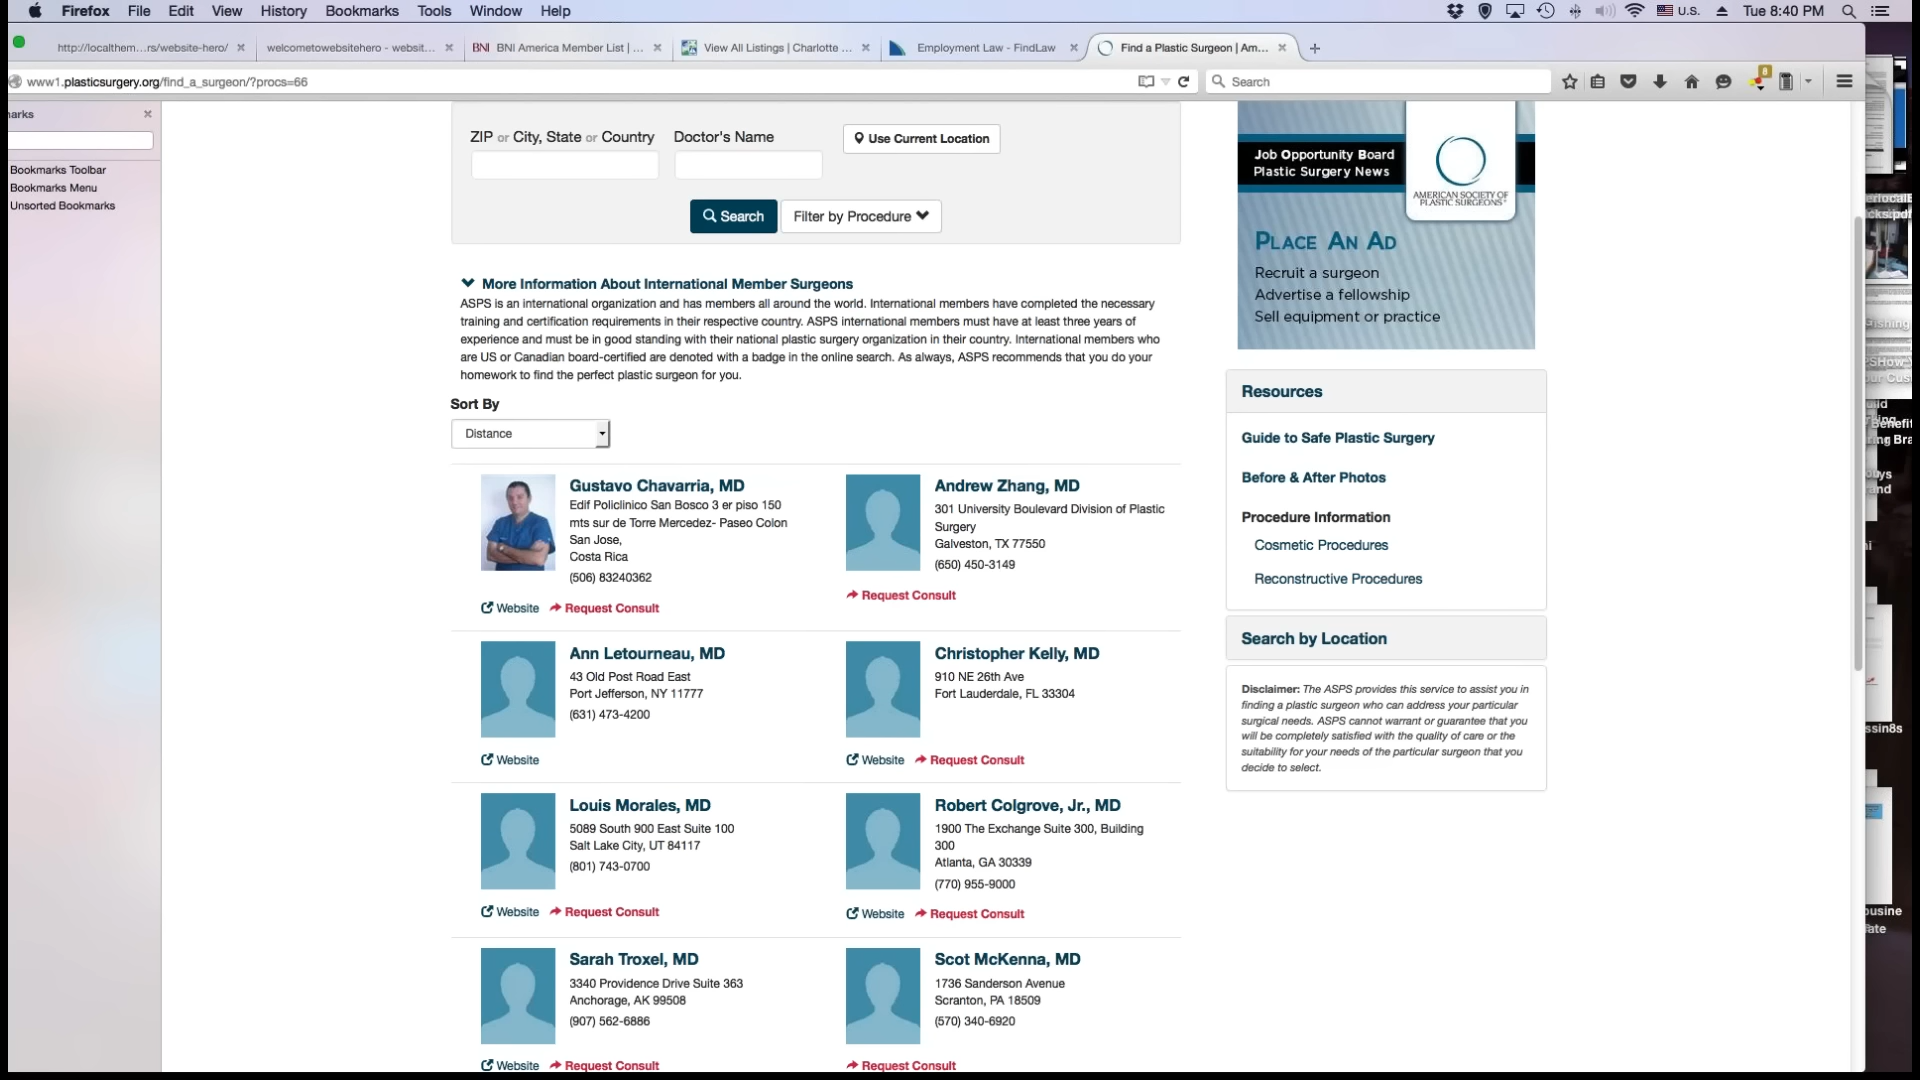 Firefox File Edit View History Bookmarks Tools Window Help
U.S. Tue 8:40 PM
http://localthem...rs/website-hero/
welcometowebsitehero - websit...
BNI BNI America Member List | ...
View All Listings | Charlotte ...
Employment Law - FindLaw
Find a Plastic Surgeon | Am...
www1.plasticsurgery.org/find_a_surgeon/?procs=66
Search
8
arks
Bookmarks Toolbar
Bookmarks Menu
Unsorted Bookmarks
ZIP or City, State or Country
Doctor's Name
Use Current Location
Search
Filter by Procedure
More Information About International Member Surgeons
ASPS is an international organization and has members all around the world. International members have completed the necessary
training and certification requirements in their respective country. ASPS international members must have at least three years of
experience and must be in good standing with their national plastic surgery organization in their country. International members who
are US or Canadian board-certified are denoted with a badge in the online search. As always, ASPS recommends that you do your
homework to find the perfect plastic surgeon for you.
Sort By
Distance
Gustavo Chavarria, MD
Edif Policlinico San Bosco 3 er piso 150
mts sur de Torre Mercedez- Paseo Colon
San Jose,
Costa Rica
(506) 83240362
Website Request Consult
Andrew Zhang, MD
301 University Boulevard Division of Plastic
Surgery
Galveston, TX 77550
(650) 450-3149
Request Consult
Ann Letourneau, MD
43 Old Post Road East
Port Jefferson, NY 11777
(631) 473-4200
Website
Christopher Kelly, MD
910 NE 26th Ave
Fort Lauderdale, FL 33304
Website Request Consult
Louis Morales, MD
5089 South 900 East Suite 100
Salt Lake City, UT 84117
(801) 743-0700
Website Request Consult
Robert Colgrove, Jr., MD
1900 The Exchange Suite 300, Building
300
Atlanta, GA 30339
(770) 955-9000
Website Request Consult
Sarah Troxel, MD
3340 Providence Drive Suite 363
Anchorage, AK 99508
(907) 562-6886
Website Request Consult
Scot McKenna, MD
1736 Sanderson Avenue
Scranton, PA 18509
(570) 340-6920
Request Consult
Job Opportunity Board
Plastic Surgery News
AMERICAN SOCIETY OF
PLASTIC SURGEONS
PLACE AN AD
Recruit a surgeon
Advertise a fellowship
Sell equipment or practice
Resources
Guide to Safe Plastic Surgery
Before & After Photos
Procedure Information
Cosmetic Procedures
Reconstructive Procedures
Search by Location
Disclaimer: The ASPS provides this service to assist you in
finding a plastic surgeon who can address your particular
surgical needs. ASPS cannot warrant or guarantee that you
will be completely satisfied with the quality of care or the
suitability for your needs of the particular surgeon that you
decide to select.